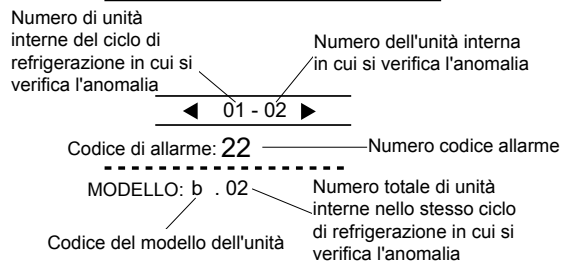 Numero di unità
interne del ciclo di
refrigerazione in cui si
verifica l'anomalia
Numero dell'unità interna
in cui si verifica l'anomalia
◀ 01 - 02 ▶
Codice di allarme: 22
Numero codice allarme
MODELLO: b . 02
Numero totale di unità
interne nello stesso ciclo
di refrigerazione in cui si
verifica l'anomalia
Codice del modello dell'unità